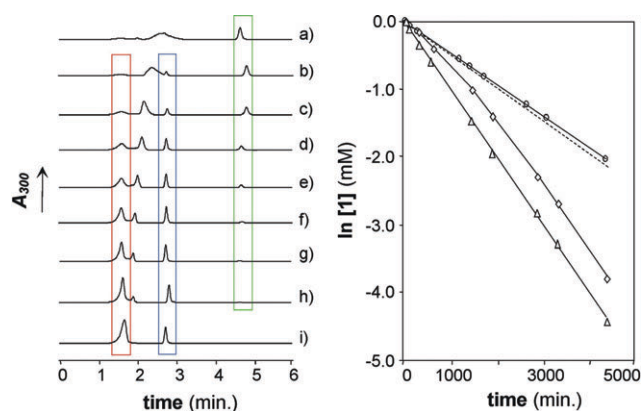 a)
b)
c)
d)
e)
f)
g)
h)
i)
A300
0 1 2 3 4 5 6
time (min.)
0.0
-1.0
-2.0
-3.0
-4.0
-5.0
ln [1] (mM)
0 1000 3000 4000 5000
time (min.)